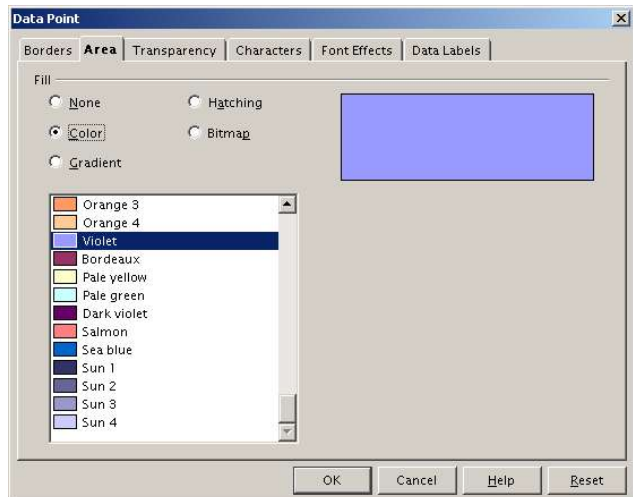 Data Point
Borders Area Transparency Characters Font Effects Data Labels
Fill
None Hatching
Color Bitmap
Gradient
Orange 3
Orange 4
Violet
Bordeaux
Pale yellow
Pale green
Dark violet
Salmon
Sea blue
Sun 1
Sun 2
Sun 3
Sun 4
OK Cancel Help Reset